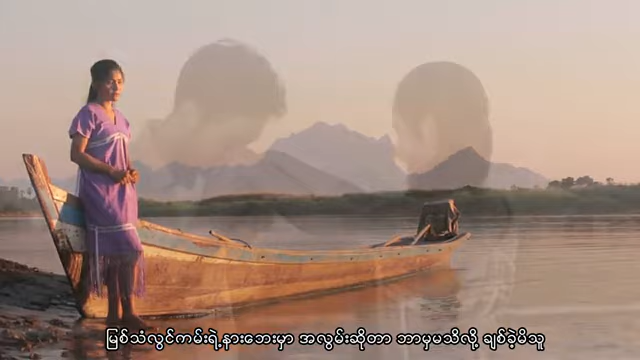 မြစ်သံလွင်ကမ်းရဲ့နားဘေးမှာ အလွမ်းဆိုတာ ဘာမှမသိလို့ ချစ်ခဲ့မိသူ